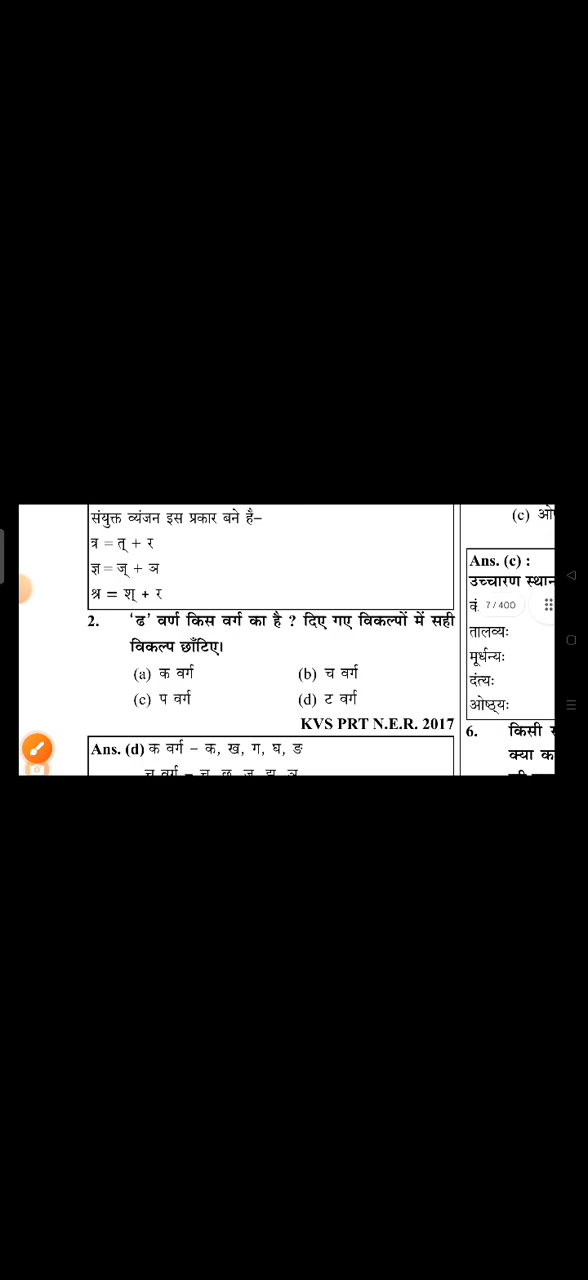 संयुक्त व्यंजन इस प्रकार बने है–
त्र = त् + र
ज्ञ = ज् + ञ
श्र = श् + र
2. 'ढ' वर्ण किस वर्ग का है ? दिए गए विकल्पों में सही
विकल्प छाँटिए।
(a) क वर्ग (b) च वर्ग
(c) प वर्ग (d) ट वर्ग
KVS PRT N.E.R. 2017
Ans. (d) क वर्ग – क, ख, ग, घ, ङ
च वर्ग – च, छ, ज, झ, ञ
(c)
Ans. (c) :
उच्चारण स्थान
7 / 400
तालव्यः
मूर्धन्यः
दंत्यः
ओष्ठ्यः
6. किसी
क्या